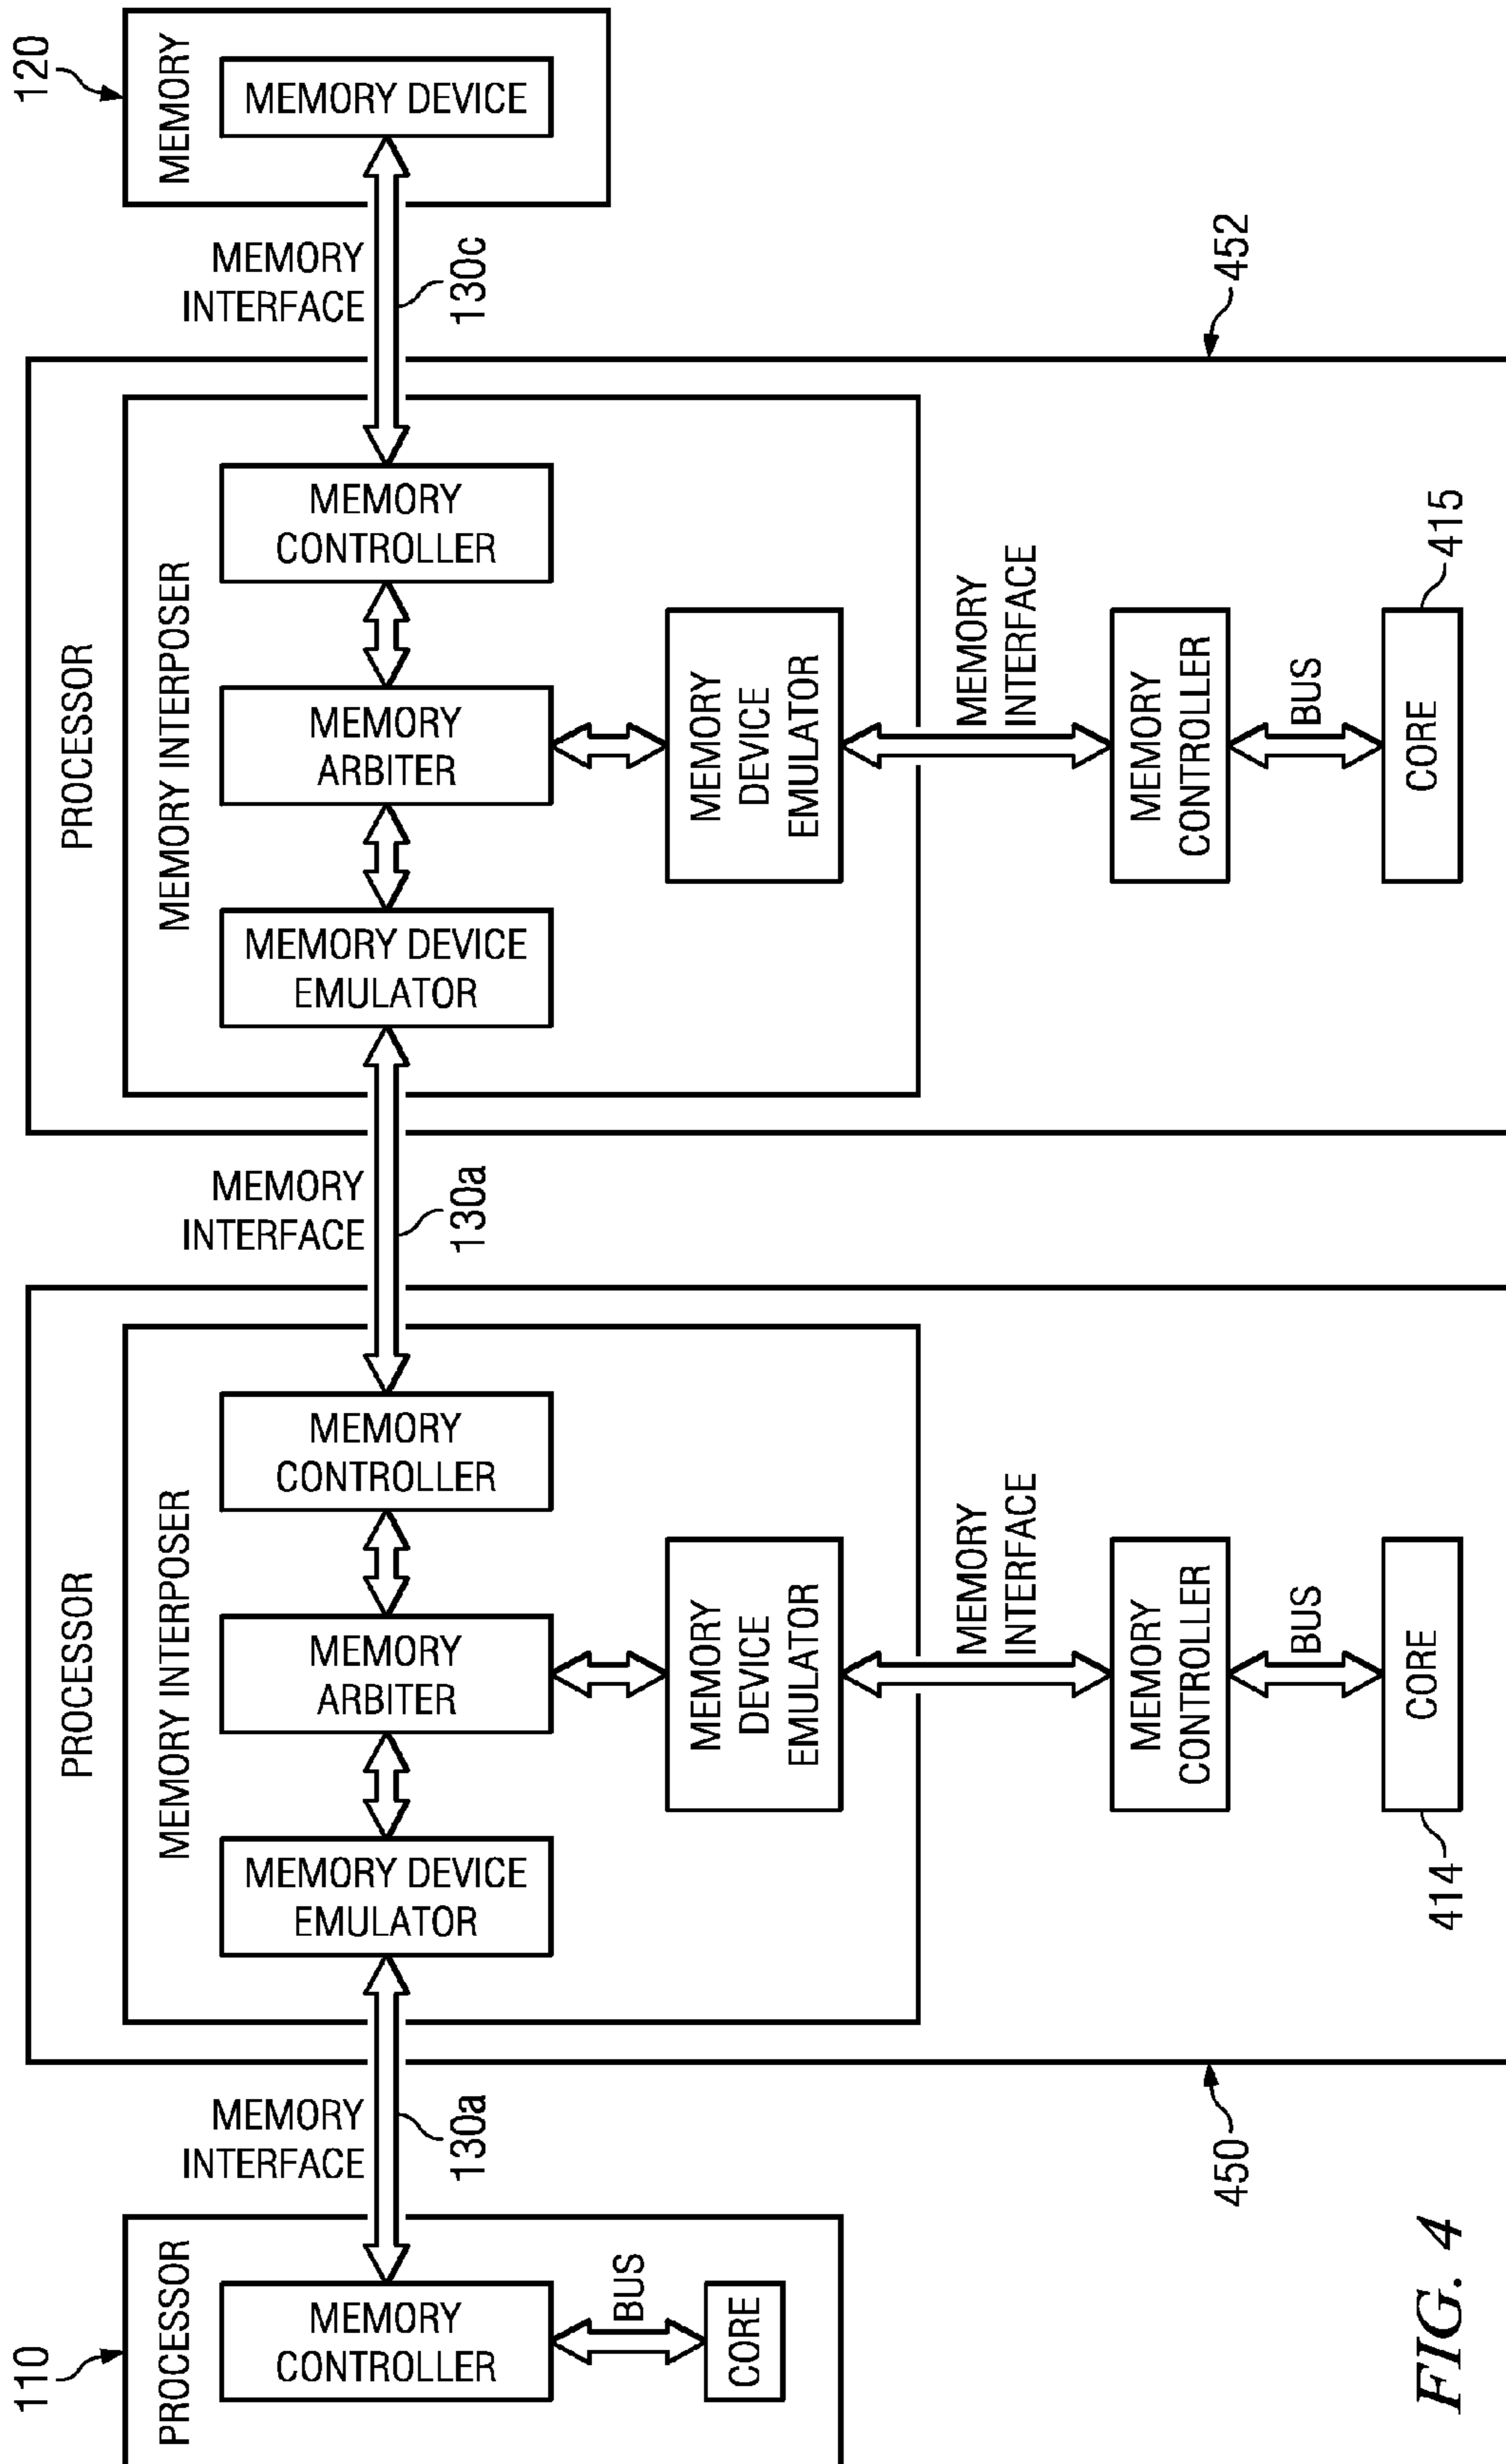 110
PROCESSOR
MEMORY
CONTROLLER
BUS
CORE
MEMORY
INTERFACE
130a
450
PROCESSOR
MEMORY INTERPOSER
MEMORY DEVICE
EMULATOR
MEMORY
ARBITER
MEMORY
CONTROLLER
MEMORY
DEVICE
EMULATOR
MEMORY
INTERFACE
MEMORY
CONTROLLER
BUS
CORE
414
MEMORY
INTERFACE
130a
PROCESSOR
MEMORY INTERPOSER
MEMORY DEVICE
EMULATOR
MEMORY
ARBITER
MEMORY
CONTROLLER
MEMORY
DEVICE
EMULATOR
MEMORY
INTERFACE
MEMORY
CONTROLLER
BUS
CORE
415
452
MEMORY
INTERFACE
130c
120
MEMORY
MEMORY DEVICE
FIG. 4